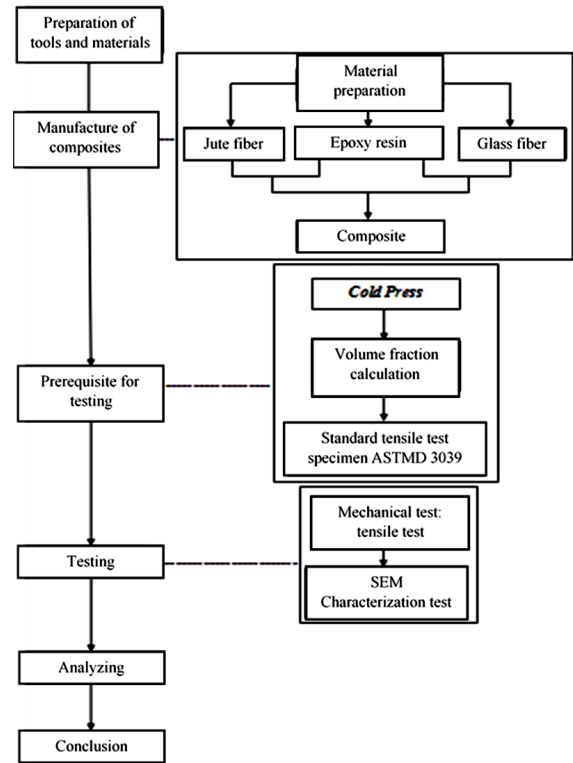 Preparation of
tools and materials
Manufacture of
composites
Material
preparation
Jute fiber
Epoxy resin
Glass fiber
Composite
Cold Press
Volume fraction
calculation
Prerequisite for
testing
Standard tensile test
specimen ASTMD 3039
Mechanical test:
tensile test
Testing
SEM
Characterization test
Analyzing
Conclusion